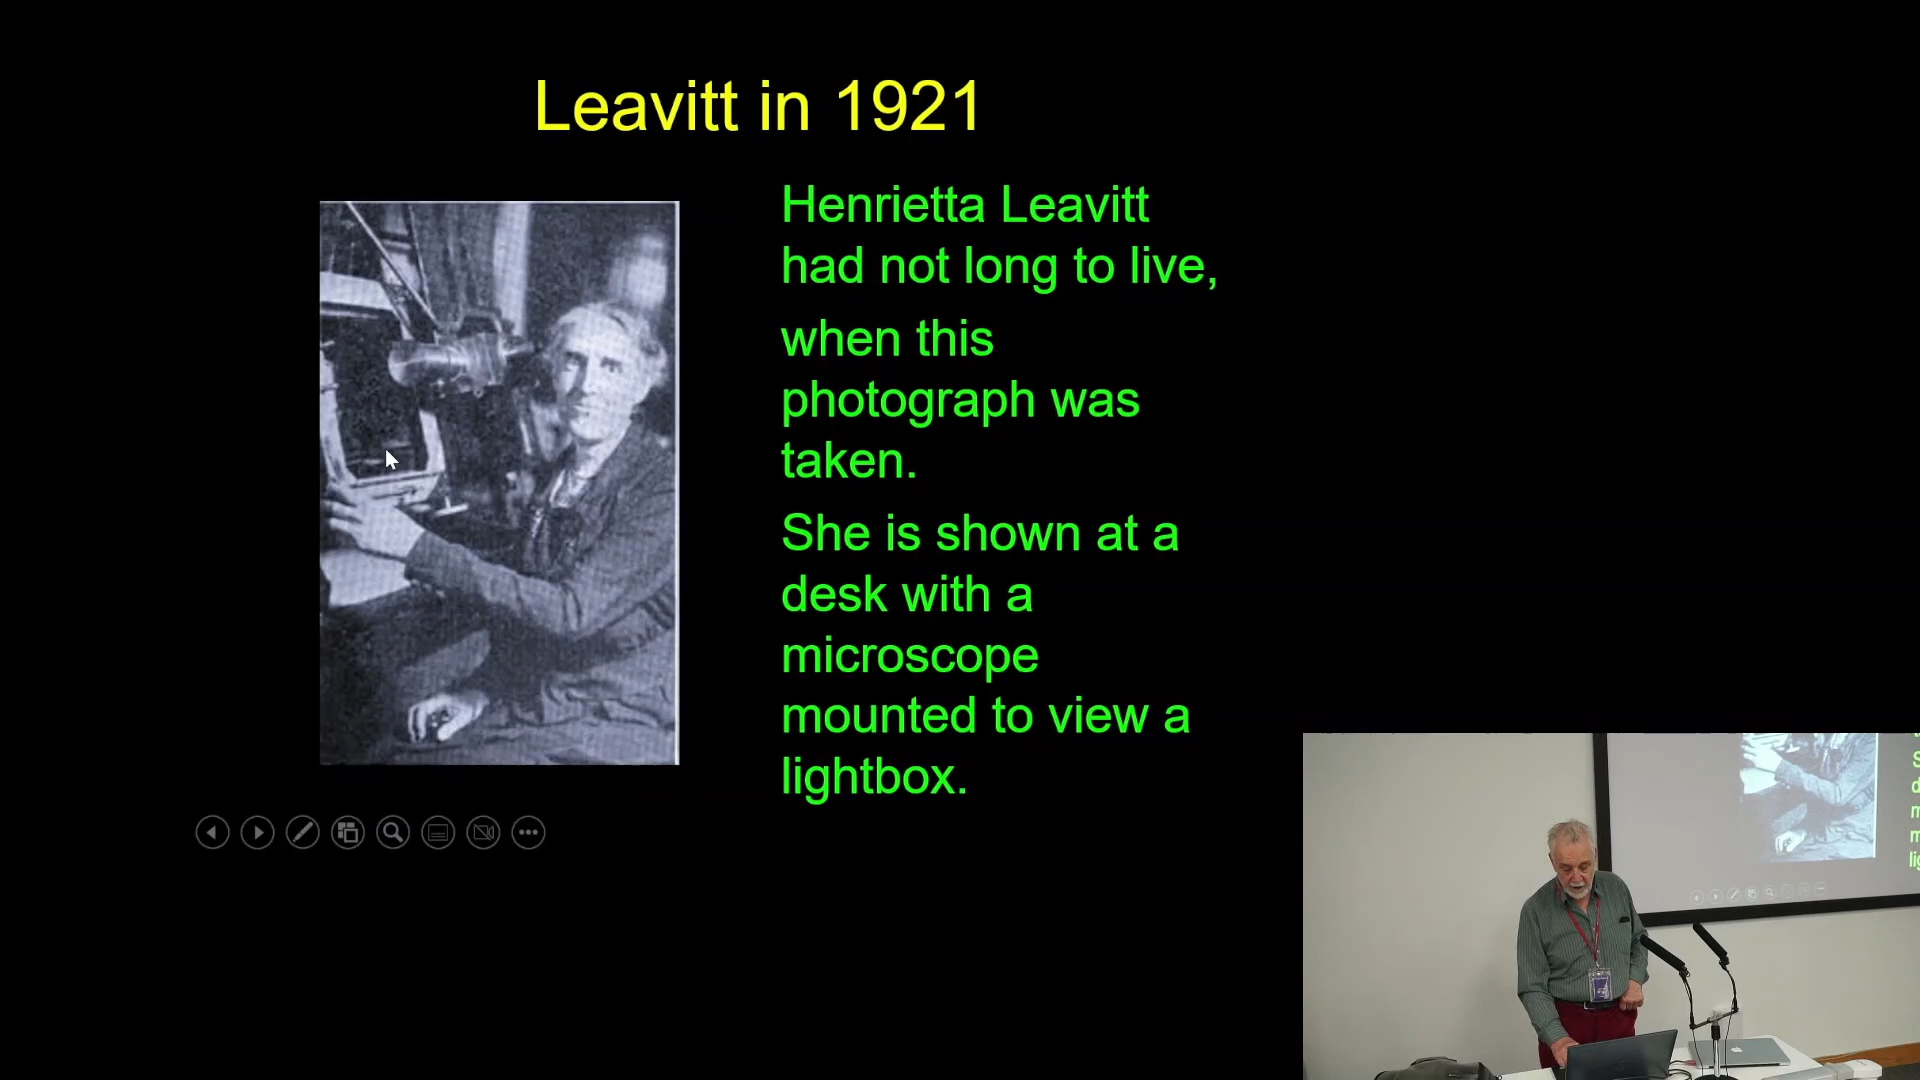 Leavitt in 1921
Henrietta Leavitt
had not long to live,
when this
photograph was
taken.
She is shown at a
desk with a
microscope
mounted to view a
lightbox.